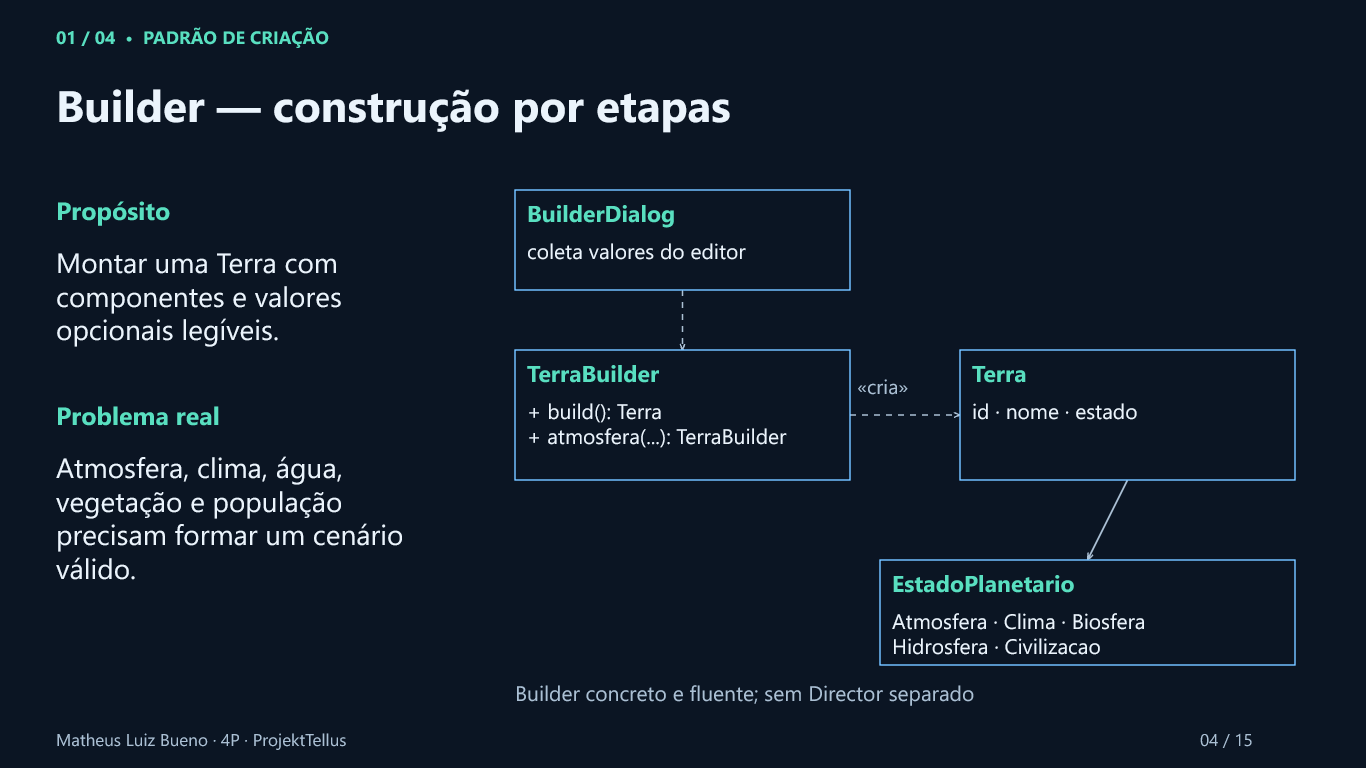 01 / 04 • PADRÃO DE CRIAÇÃO
Builder — construção por etapas
Propósito
Montar uma Terra com
componentes e valores
opcionais legíveis.
Problema real
Atmosfera, clima, água,
vegetação e população
precisam formar um cenário
válido.
BuilderDialog
coleta valores do editor
TerraBuilder
+ build(): Terra
+ atmosfera(...): TerraBuilder
«cria»
Terra
id · nome · estado
EstadoPlanetario
Atmosfera · Clima · Biosfera
Hidrosfera · Civilizacao
Builder concreto e fluente; sem Director separado
Matheus Luiz Bueno · 4P · ProjektTellus
04 / 15